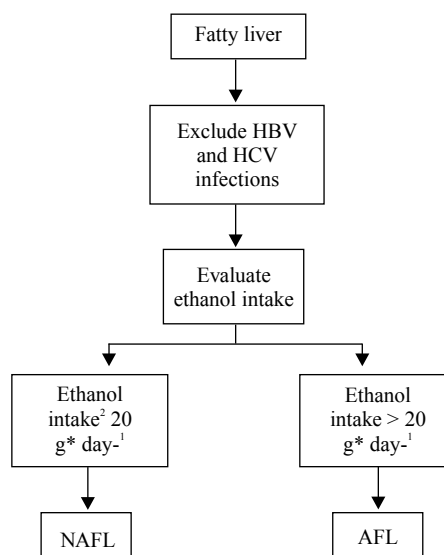 Fatty liver
Exclude HBV
and HCV
infections
Evaluate
ethanol intake
Ethanol
intake² 20
g* day-¹
Ethanol
intake > 20
g* day-¹
NAFL
AFL